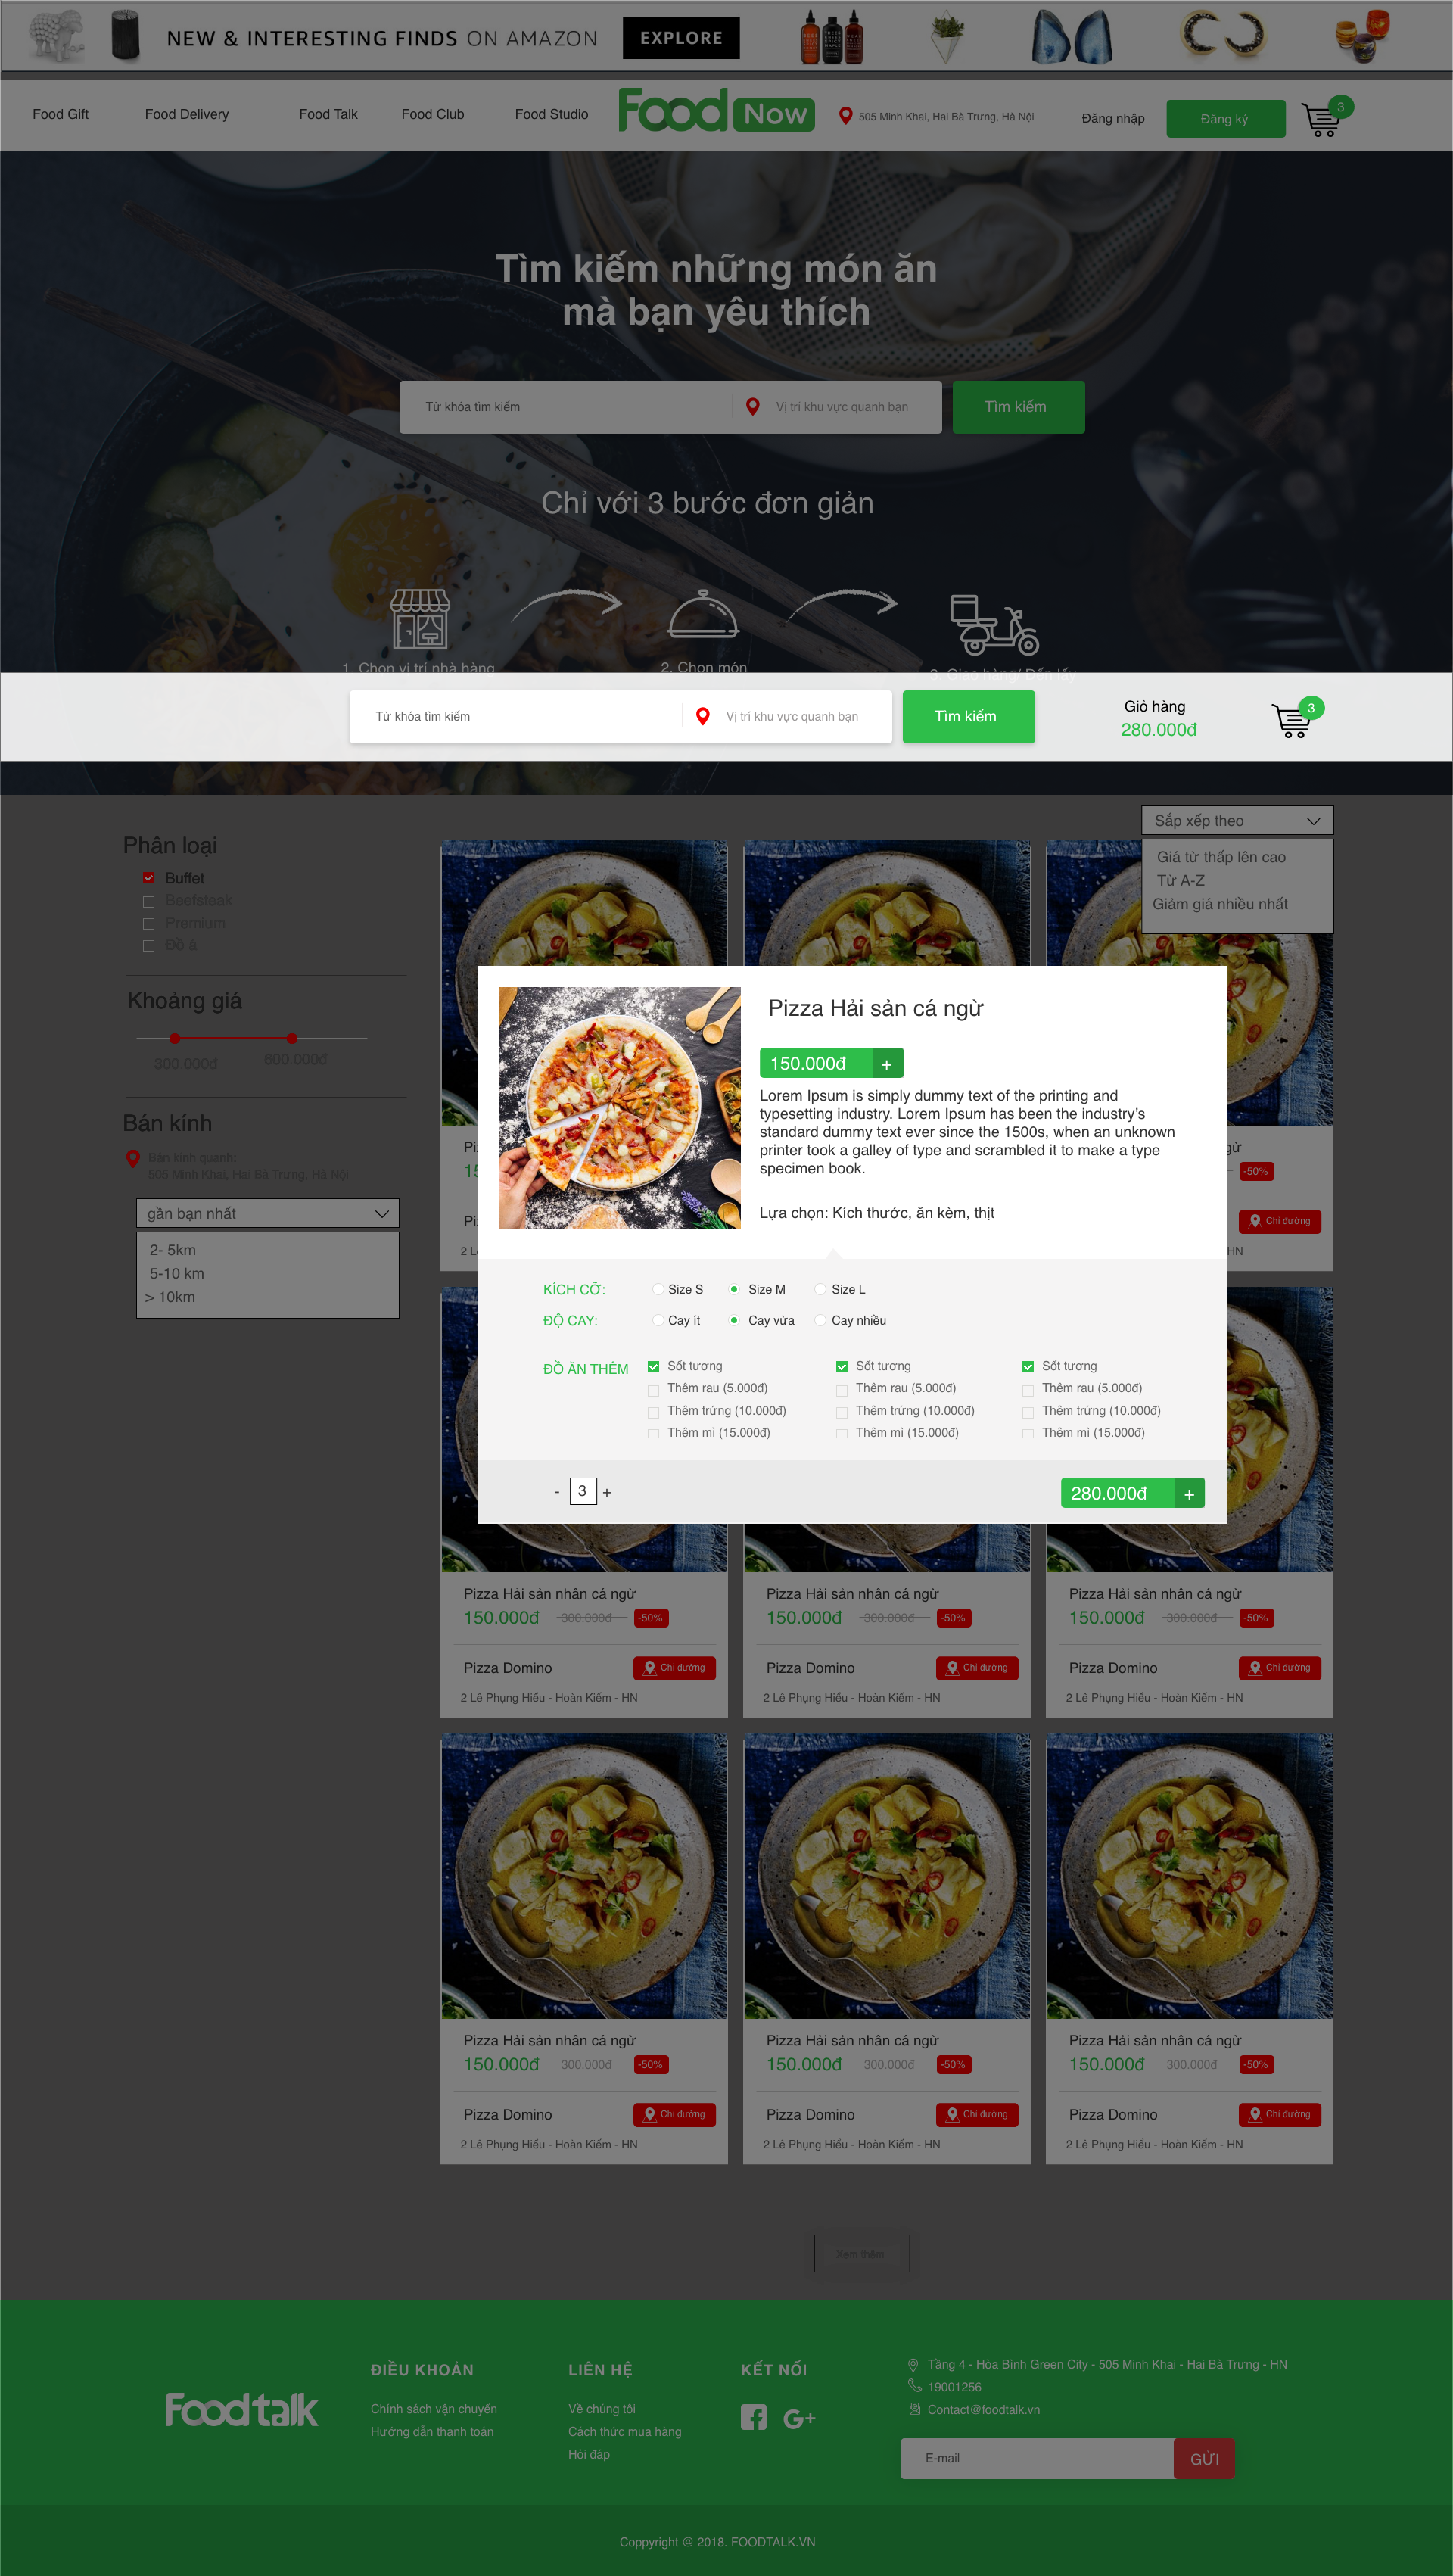 NEW & INTERESTING FINDS ON AMAZON EXPLORE
Food Gift
Food Delivery
Food Talk
Food Club
Food Studio
Food Now
505 Minh Khai, Hai Bà Trưng, Hà Nội
Đăng nhập
Đăng ký
3
Tìm kiếm những món ăn
mà bạn yêu thích
Từ khóa tìm kiếm
Vị trí khu vực quanh bạn
Tìm kiếm
Chỉ với 3 bước đơn giản
1. Chọn vị trí nhà hàng
2. Chọn món
3. Giao hàng/ Đến lấy
Từ khóa tìm kiếm
Vị trí khu vực quanh bạn
Tìm kiếm
Giỏ hàng
280.000đ
3
Sắp xếp theo
Giá từ thấp lên cao
Từ A-Z
Giảm giá nhiều nhất
Phân loại
Buffet
Beefsteak
Premium
Đồ á
Khoảng giá
300.000đ
600.000đ
Bán kính
Bán kính quanh:
505 Minh Khai, Hai Bà Trưng, Hà Nội
gần bạn nhất
2- 5km
5-10 km
> 10km
-50%
Chỉ đường
HN
Pizza Hải sản cá ngừ
150.000đ +
Lorem Ipsum is simply dummy text of the printing and
typesetting industry. Lorem Ipsum has been the industry's
standard dummy text ever since the 1500s, when an unknown
printer took a galley of type and scrambled it to make a type
specimen book.
Lựa chọn: Kích thước, ăn kèm, thịt
KÍCH CỠ: Size S Size M Size L
ĐỘ CAY: Cay ít Cay vừa Cay nhiều
ĐỒ ĂN THÊM
Sốt tương Sốt tương Sốt tương
Thêm rau (5.000đ) Thêm rau (5.000đ) Thêm rau (5.000đ)
Thêm trứng (10.000đ) Thêm trứng (10.000đ) Thêm trứng (10.000đ)
Thêm mì (15.000đ) Thêm mì (15.000đ) Thêm mì (15.000đ)
- 3 +
280.000đ +
Pizza Hải sản nhân cá ngừ Pizza Hải sản nhân cá ngừ Pizza Hải sản nhân cá ngừ
150.000đ 300.000đ -50% 150.000đ 300.000đ -50% 150.000đ 300.000đ -50%
Pizza Domino Chỉ đường Pizza Domino Chỉ đường Pizza Domino Chỉ đường
2 Lê Phụng Hiểu - Hoàn Kiếm - HN 2 Lê Phụng Hiểu - Hoàn Kiếm - HN 2 Lê Phụng Hiểu - Hoàn Kiếm - HN
Pizza Hải sản nhân cá ngừ Pizza Hải sản nhân cá ngừ Pizza Hải sản nhân cá ngừ
150.000đ 300.000đ -50% 150.000đ 300.000đ -50% 150.000đ 300.000đ -50%
Pizza Domino Chỉ đường Pizza Domino Chỉ đường Pizza Domino Chỉ đường
2 Lê Phụng Hiểu - Hoàn Kiếm - HN 2 Lê Phụng Hiểu - Hoàn Kiếm - HN 2 Lê Phụng Hiểu - Hoàn Kiếm - HN
Xem thêm
Foodtalk
ĐIỀU KHOẢN
Chính sách vận chuyển
Hướng dẫn thanh toán
LIÊN HỆ
Về chúng tôi
Cách thức mua hàng
Hỏi đáp
KẾT NỐI
G+
Tầng 4 - Hòa Bình Green City - 505 Minh Khai - Hai Bà Trưng - HN
19001256
Contact@foodtalk.vn
E-mail
GỬI
Coppyright @ 2018. FOODTALK.VN